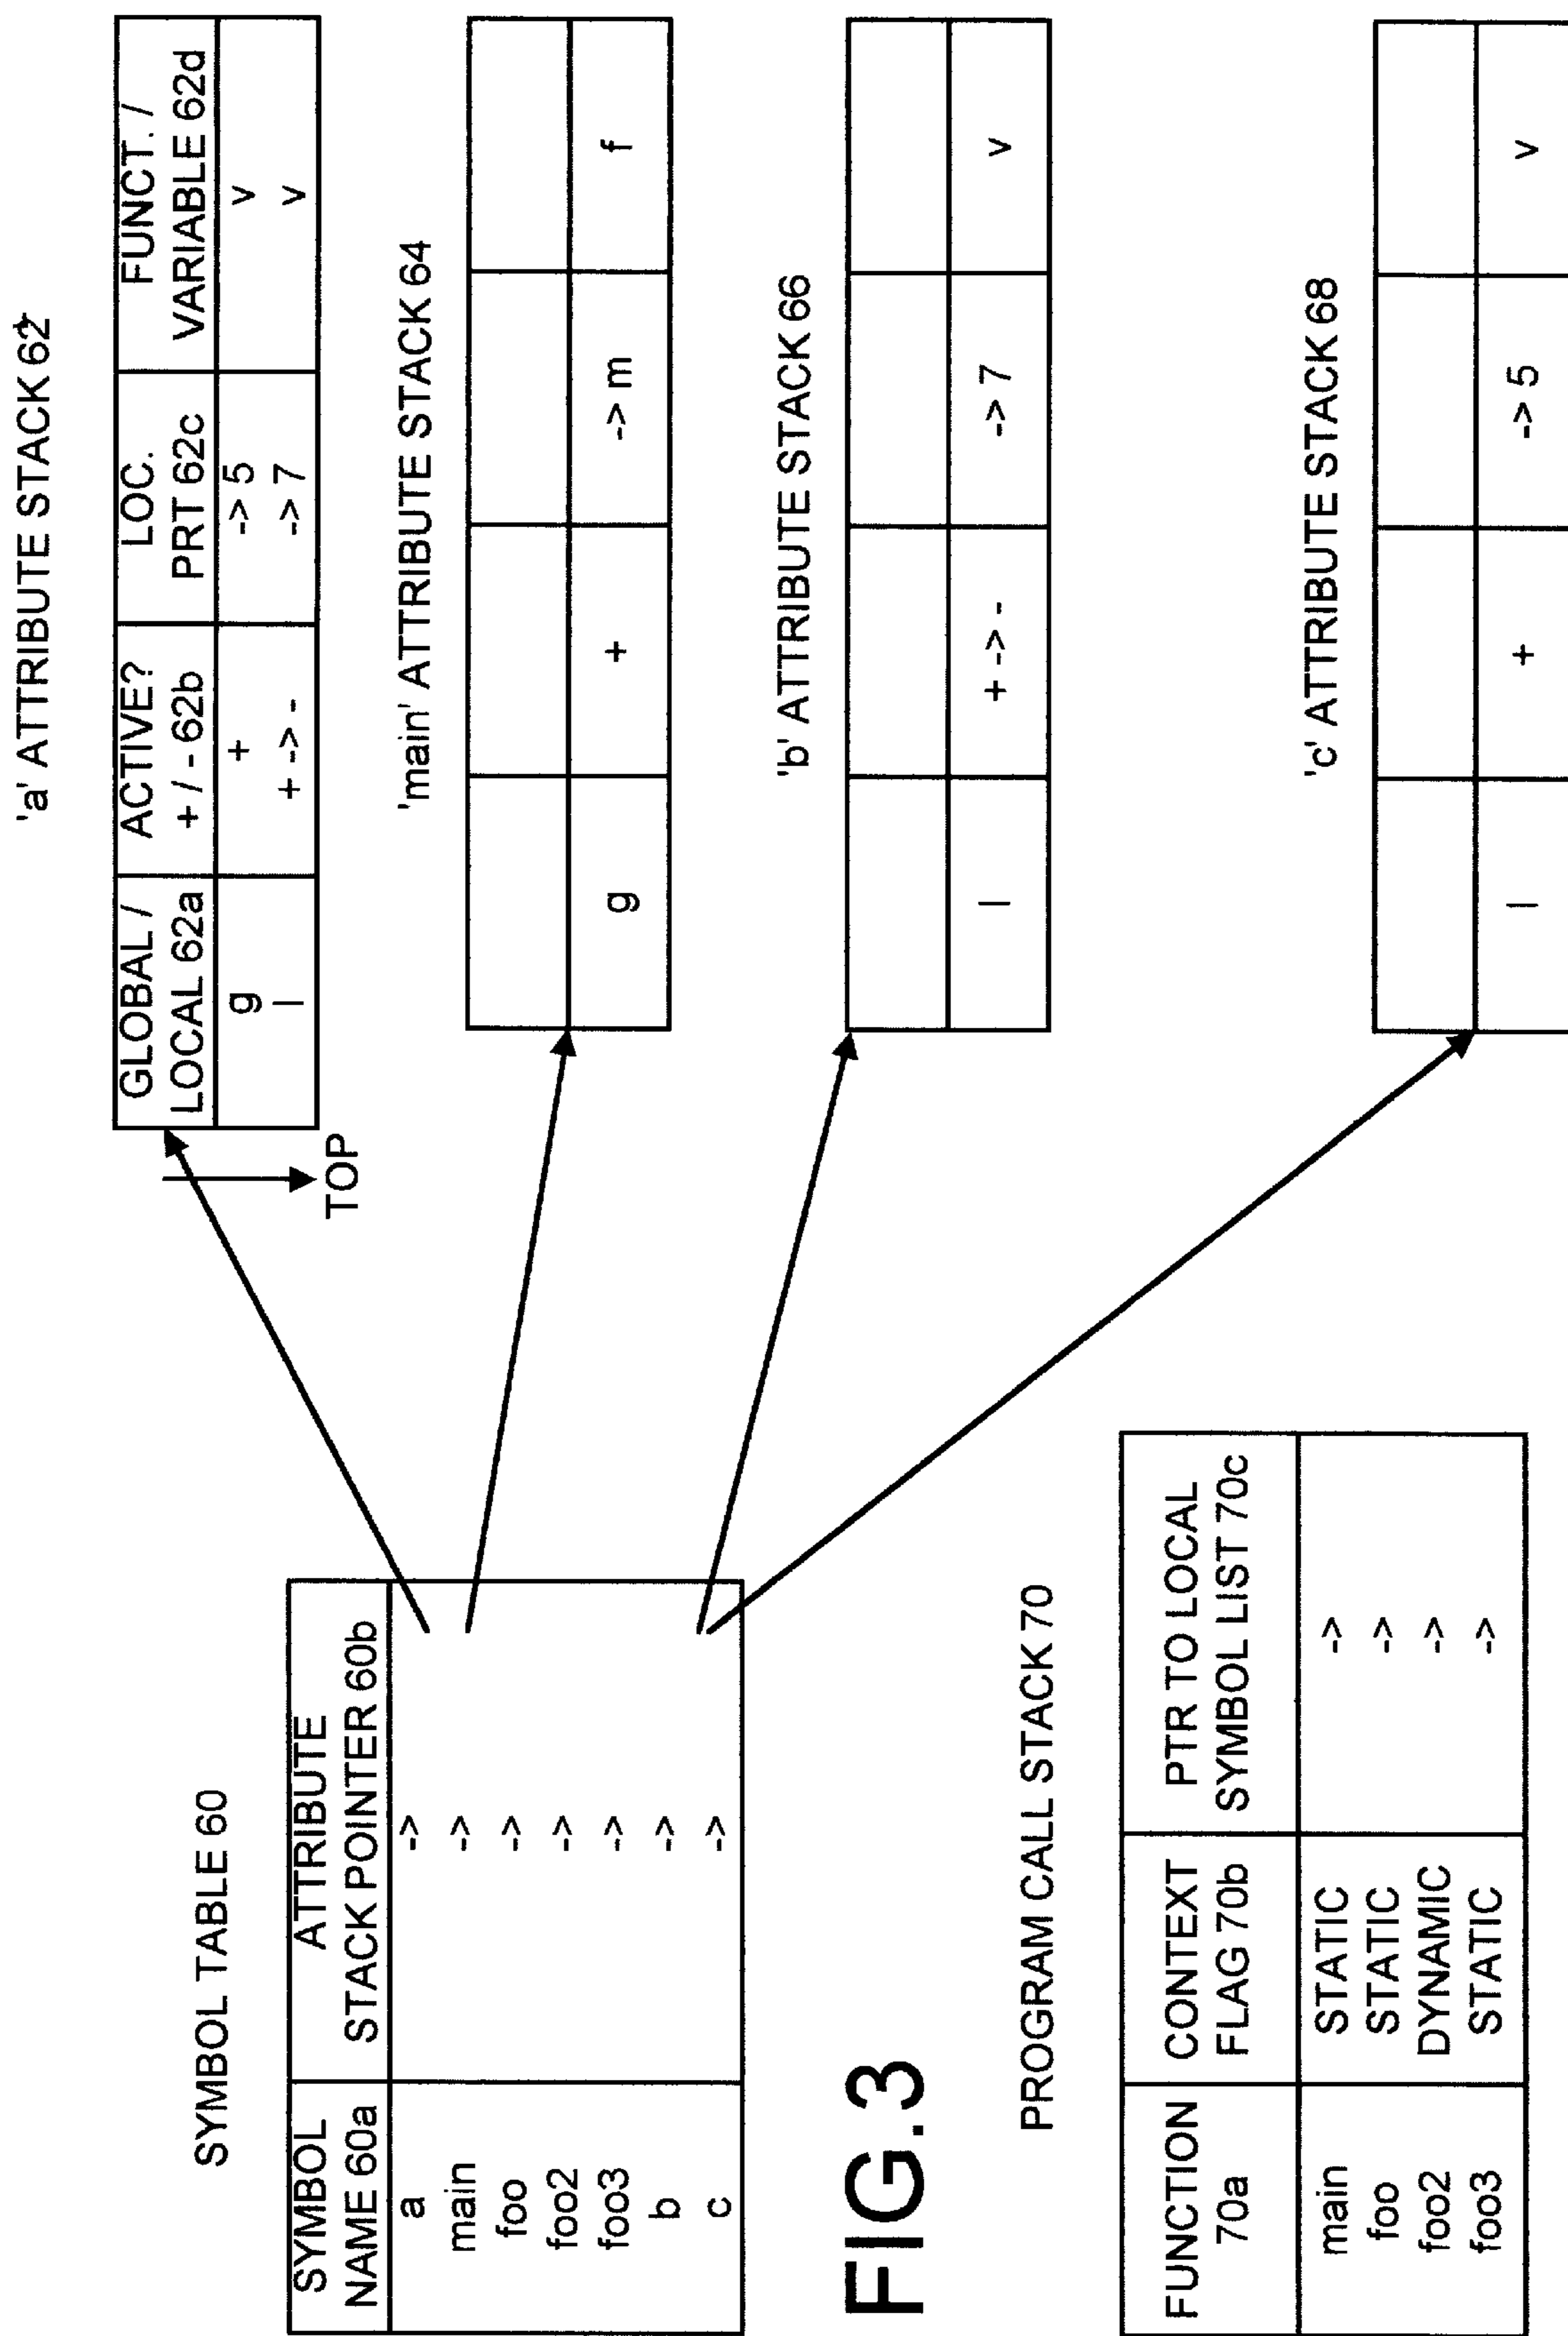 SYMBOL TABLE 60
SYMBOL NAME 60a | ATTRIBUTE STACK POINTER 60b
a ->
main ->
foo ->
foo2 ->
foo3 ->
b ->
c ->
FIG.3
PROGRAM CALL STACK 70
FUNCTION 70a | CONTEXT FLAG 70b | PTR TO LOCAL SYMBOL LIST 70c
main STATIC ->
foo STATIC ->
foo2 DYNAMIC ->
foo3 STATIC ->
'a' ATTRIBUTE STACK 62
GLOBAL / LOCAL 62a | ACTIVE? + / - 62b | LOC. PRT 62c | FUNCT. / VARIABLE 62d
g + -> 5 v
l + -> - -> 7 v
TOP
'main' ATTRIBUTE STACK 64
g + -> m f
'b' ATTRIBUTE STACK 66
l + -> - -> 7 v
'c' ATTRIBUTE STACK 68
l + -> 5 v